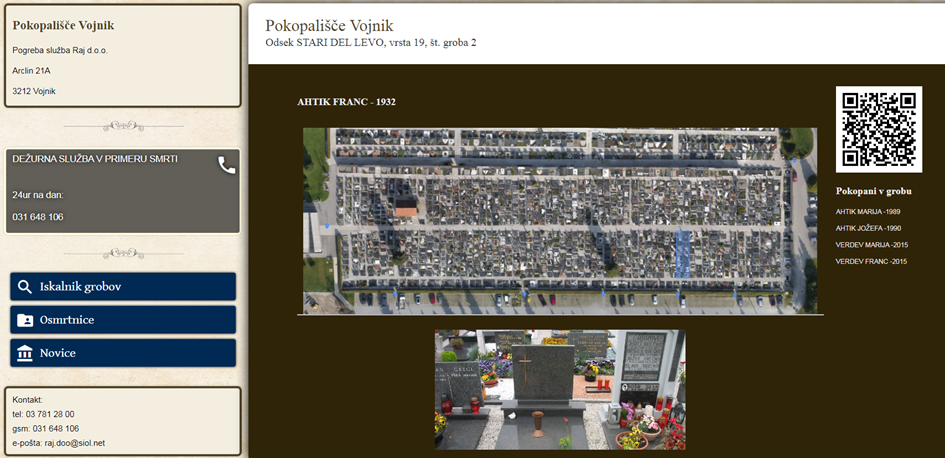 Pokopališče Vojnik
Pogreba služba Raj d.o.o.
Arclin 21A
3212 Vojnik
DEŽURNA SLUŽBA V PRIMERU SMRTI
24ur na dan:
031 648 106
Iskalnik grobov
Osmrtnice
Novice
Kontakt:
tel: 03 781 28 00
gsm: 031 648 106
e-pošta: raj.doo@siol.net
Pokopališče Vojnik
Odsek STARI DEL LEVO, vrsta 19, št. groba 2
AHTIK FRANC - 1932
Pokopani v grobu
AHTIK MARIJA -1989
AHTIK JOŽEFA -1990
VERDEV MARIJA -2015
VERDEV FRANC -2015